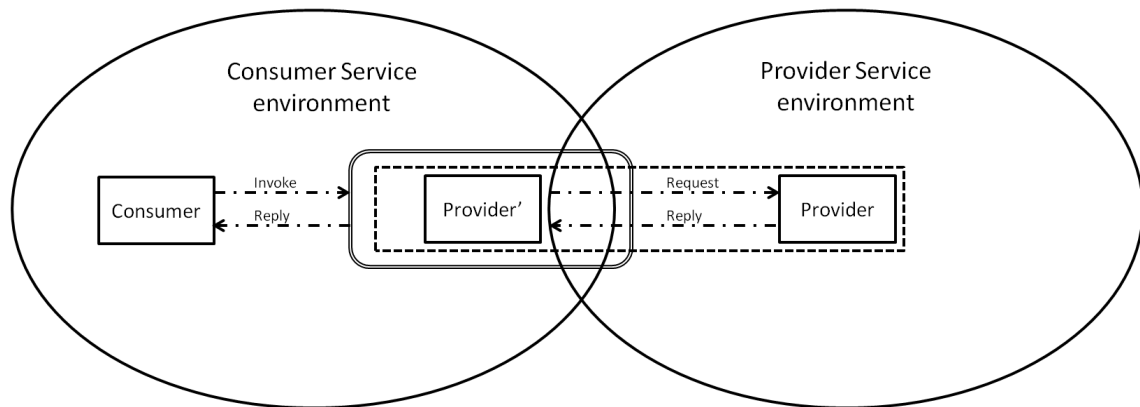 Consumer Service
environment
Provider Service
environment
Invoke
Request
Consumer
Provider’
Provider
Reply
Reply